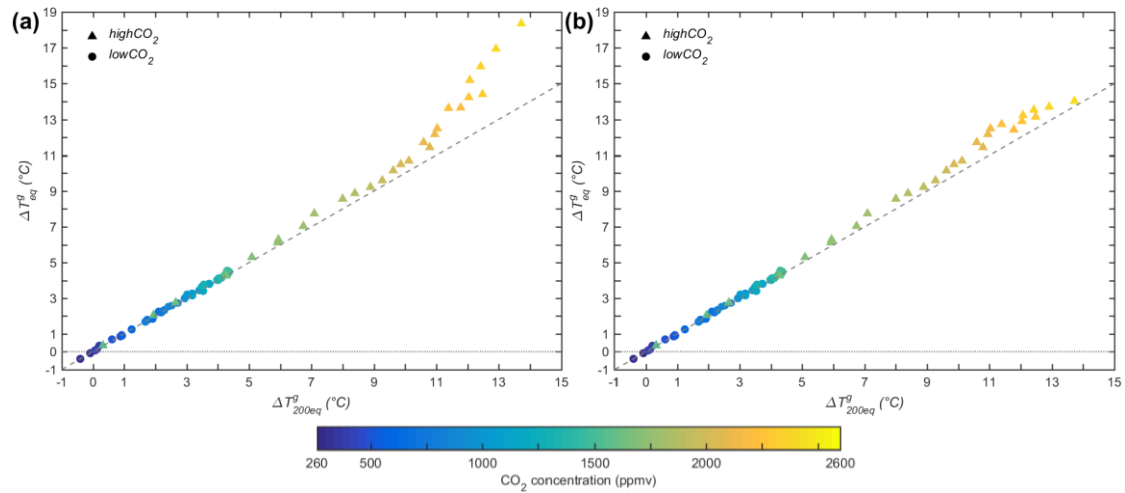 (a)
highCO2
lowCO2
19
17
15
13
11
9
7
5
3
1
0
-1
ΔT^g_eq (°C)
-1 0 1 3 5 7 9 11 13 15
ΔT^g_200eq (°C)
(b)
highCO2
lowCO2
19
17
15
13
11
9
7
5
3
1
0
-1
ΔT^g_eq (°C)
-1 0 1 3 5 7 9 11 13 15
ΔT^g_200eq (°C)
260 500 1000 1500 2000 2600
CO2 concentration (ppmv)